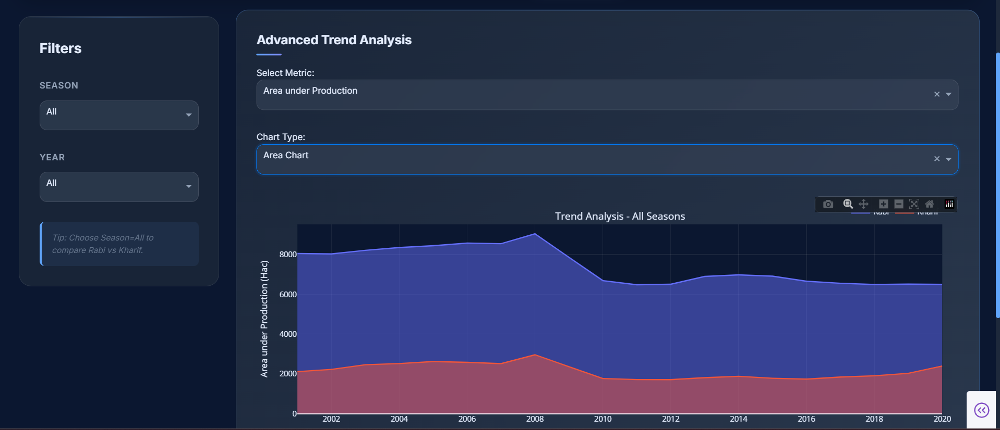 Filters
SEASON
All
YEAR
All
Tip: Choose Season=All to
compare Rabi vs Kharif.
Advanced Trend Analysis
Select Metric:
Area under Production
Chart Type:
Area Chart
Trend Analysis - All Seasons
Rabi Kharif
Area under Production (Hac)
8000
6000
4000
2000
0
2002 2004 2006 2008 2010 2012 2014 2016 2018 2020